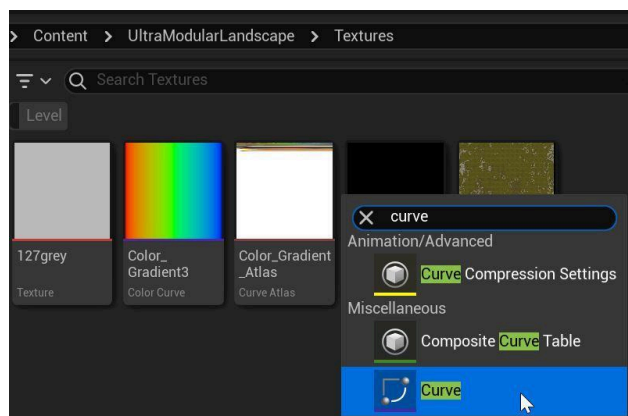 > Content > UltraModularLandscape > Textures
Search Textures
Level
127grey
Texture
Color_
Gradient3
Color Curve
Color_Gradient
_Atlas
Curve Atlas
curve
Animation/Advanced
Curve Compression Settings
Miscellaneous
Composite Curve Table
Curve